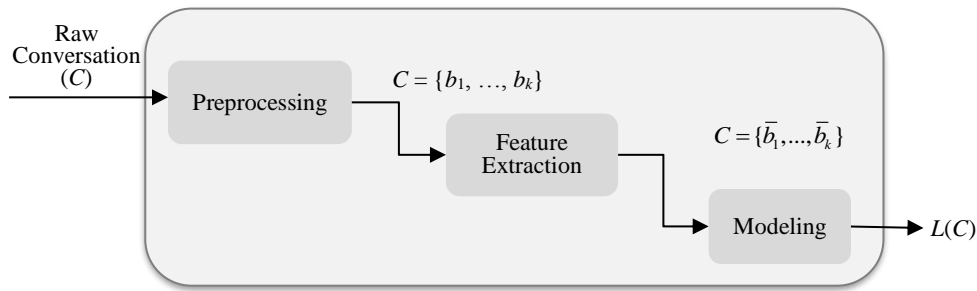 Raw
Conversation
(C)
Preprocessing
C = {b₁, …, bₖ}
Feature
Extraction
C = {b̄₁,...,b̄ₖ}
Modeling
L(C)